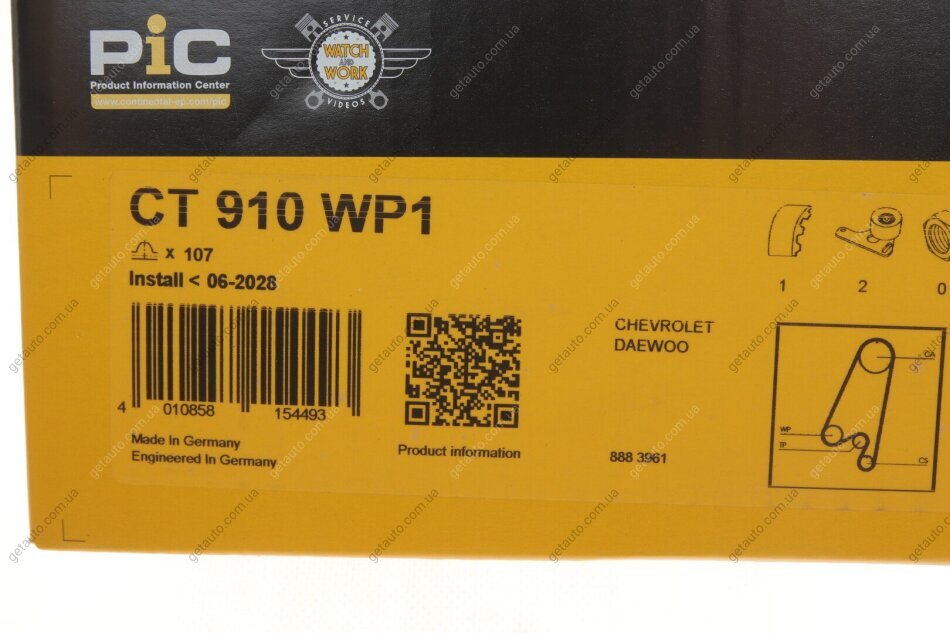 PiC
Product Information Center
www.continental-ep.com/pic
SERVICE
WATCH
AND
WORK
VIDEOS
CT 910 WP1
x 107
Install < 06-2028
4 010858 154493
Made In Germany
Engineered In Germany
Product information
CHEVROLET
DAEWOO
888 3961
1 2 0
CA
WP
TP
CS
getauto.com.ua